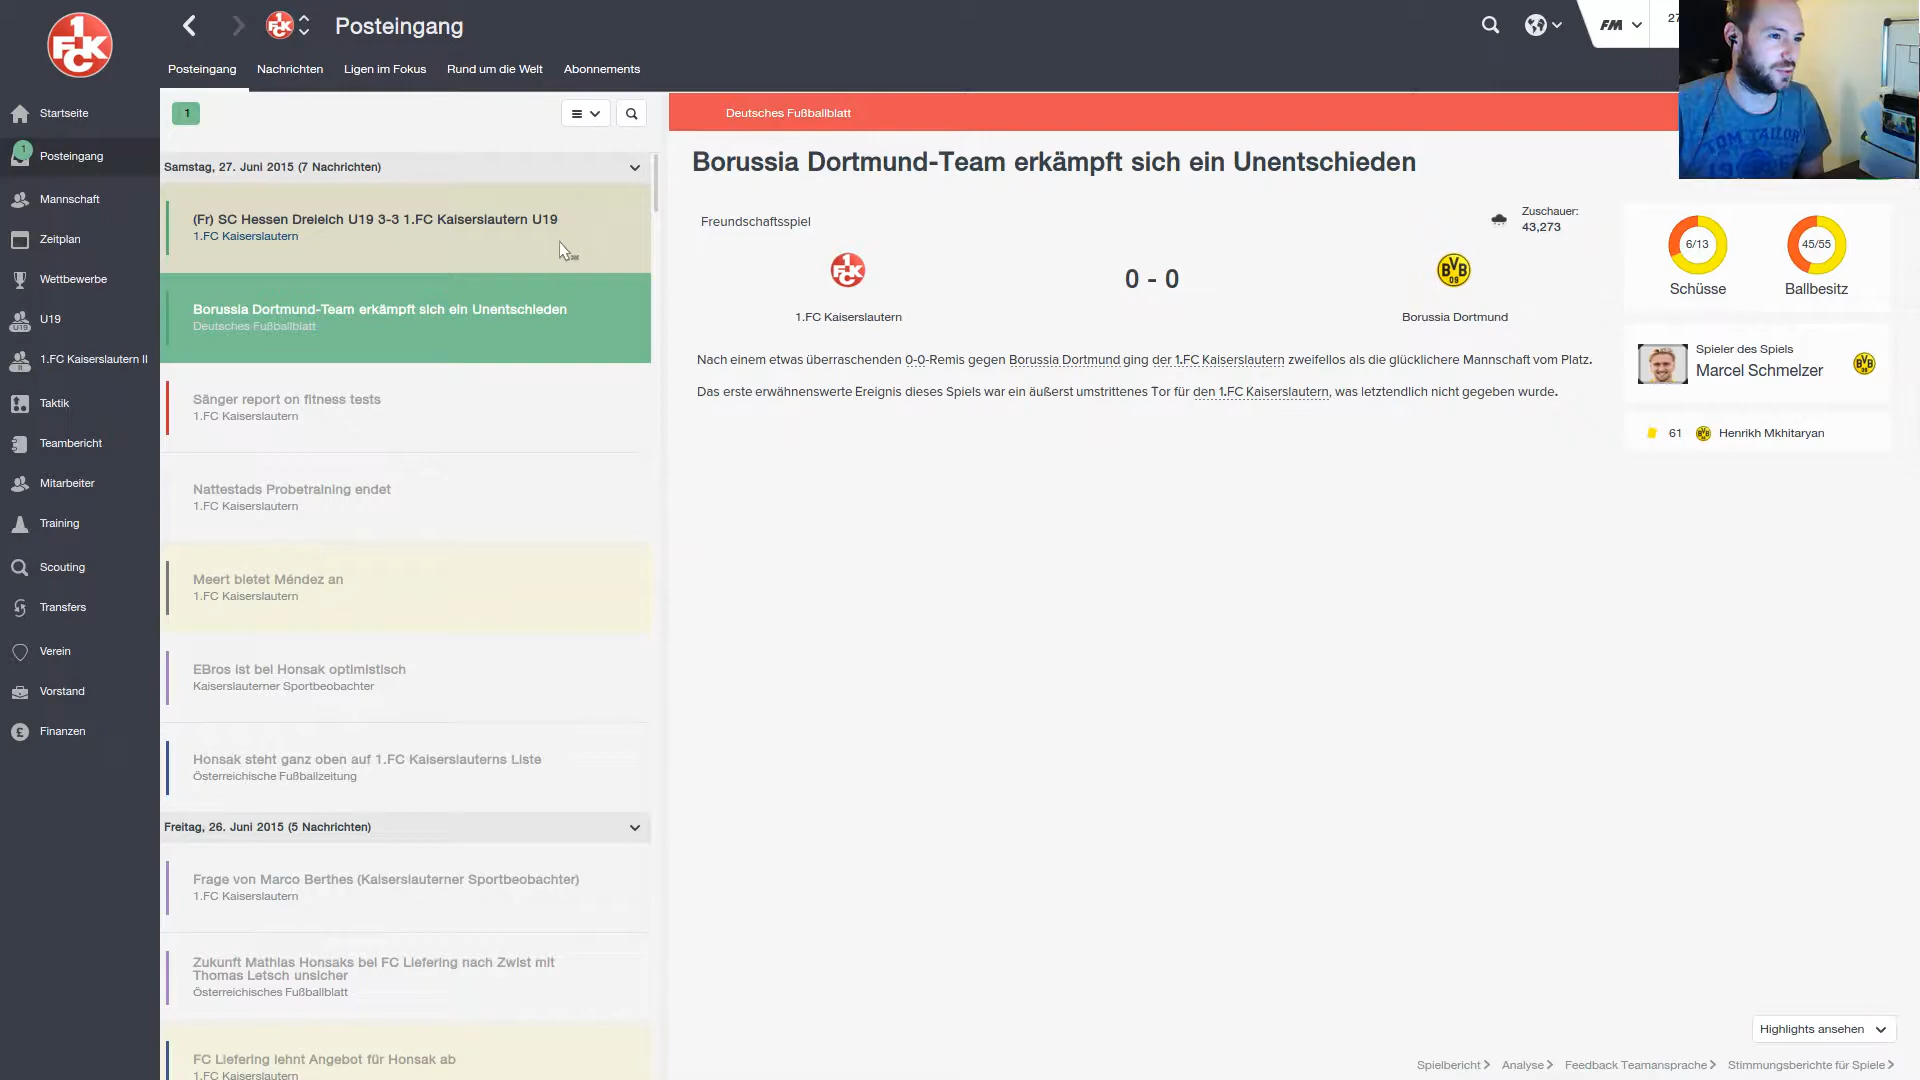 Posteingang
FM
27
Posteingang
Nachrichten
Ligen im Fokus
Rund um die Welt
Abonnements
Startseite
1
Posteingang
Mannschaft
Zeitplan
Wettbewerbe
U19
1.FC Kaiserslautern II
Taktik
Teambericht
Mitarbeiter
Training
Scouting
Transfers
Verein
Vorstand
Finanzen
1
Samstag, 27. Juni 2015 (7 Nachrichten)
(Fr) SC Hessen Dreieich U19 3-3 1.FC Kaiserslautern U19
1.FC Kaiserslautern
Borussia Dortmund-Team erkämpft sich ein Unentschieden
Deutsches Fußballblatt
Sänger report on fitness tests
1.FC Kaiserslautern
Nattestads Probetraining endet
1.FC Kaiserslautern
Meert bietet Méndez an
1.FC Kaiserslautern
EBros ist bei Honsak optimistisch
Kaiserslauterner Sportbeobachter
Honsak steht ganz oben auf 1.FC Kaiserslauterns Liste
Österreichische Fußballzeitung
Freitag, 26. Juni 2015 (5 Nachrichten)
Frage von Marco Berthes (Kaiserslauterner Sportbeobachter)
1.FC Kaiserslautern
Zukunft Mathias Honsaks bei FC Liefering nach Zwist mit
Thomas Letsch unsicher
Österreichisches Fußballblatt
FC Liefering lehnt Angebot für Honsak ab
1.FC Kaiserslautern
Deutsches Fußballblatt
Borussia Dortmund-Team erkämpft sich ein Unentschieden
Freundschaftsspiel
Zuschauer:
43,273
0 - 0
1.FC Kaiserslautern
Borussia Dortmund
Nach einem etwas überraschenden 0-0-Remis gegen Borussia Dortmund ging der 1.FC Kaiserslautern zweifellos als die glücklichere Mannschaft vom Platz.
Das erste erwähnenswerte Ereignis dieses Spiels war ein äußerst umstrittenes Tor für den 1.FC Kaiserslautern, was letztendlich nicht gegeben wurde.
6/13
Schüsse
45/55
Ballbesitz
Spieler des Spiels
Marcel Schmelzer
61
Henrikh Mkhitaryan
Highlights ansehen
Spielbericht
Analyse
Feedback Teamansprache
Stimmungsberichte für Spiele
TOM TAILOR